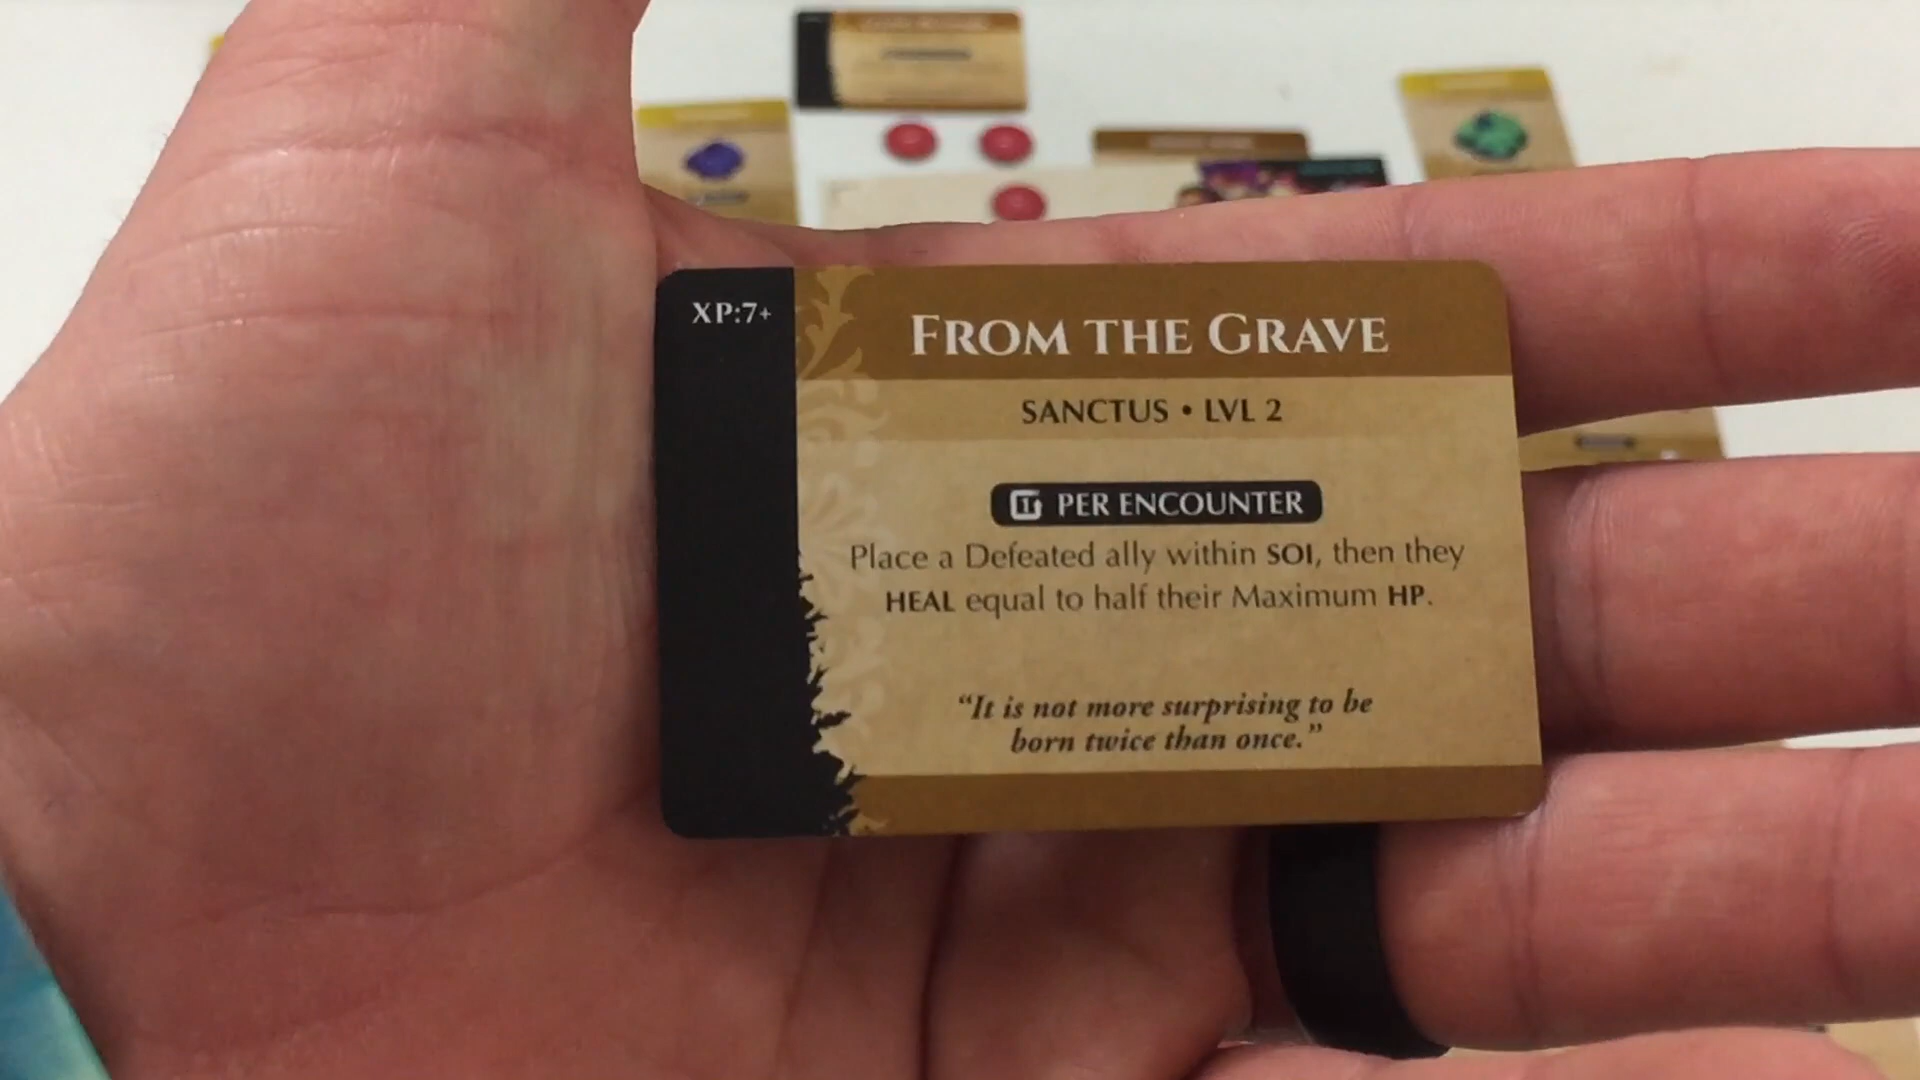 XP:7+
FROM THE GRAVE
SANCTUS • LVL 2
1 PER ENCOUNTER
Place a Defeated ally within SOI, then they
HEAL equal to half their Maximum HP.
“It is not more surprising to be
born twice than once.”